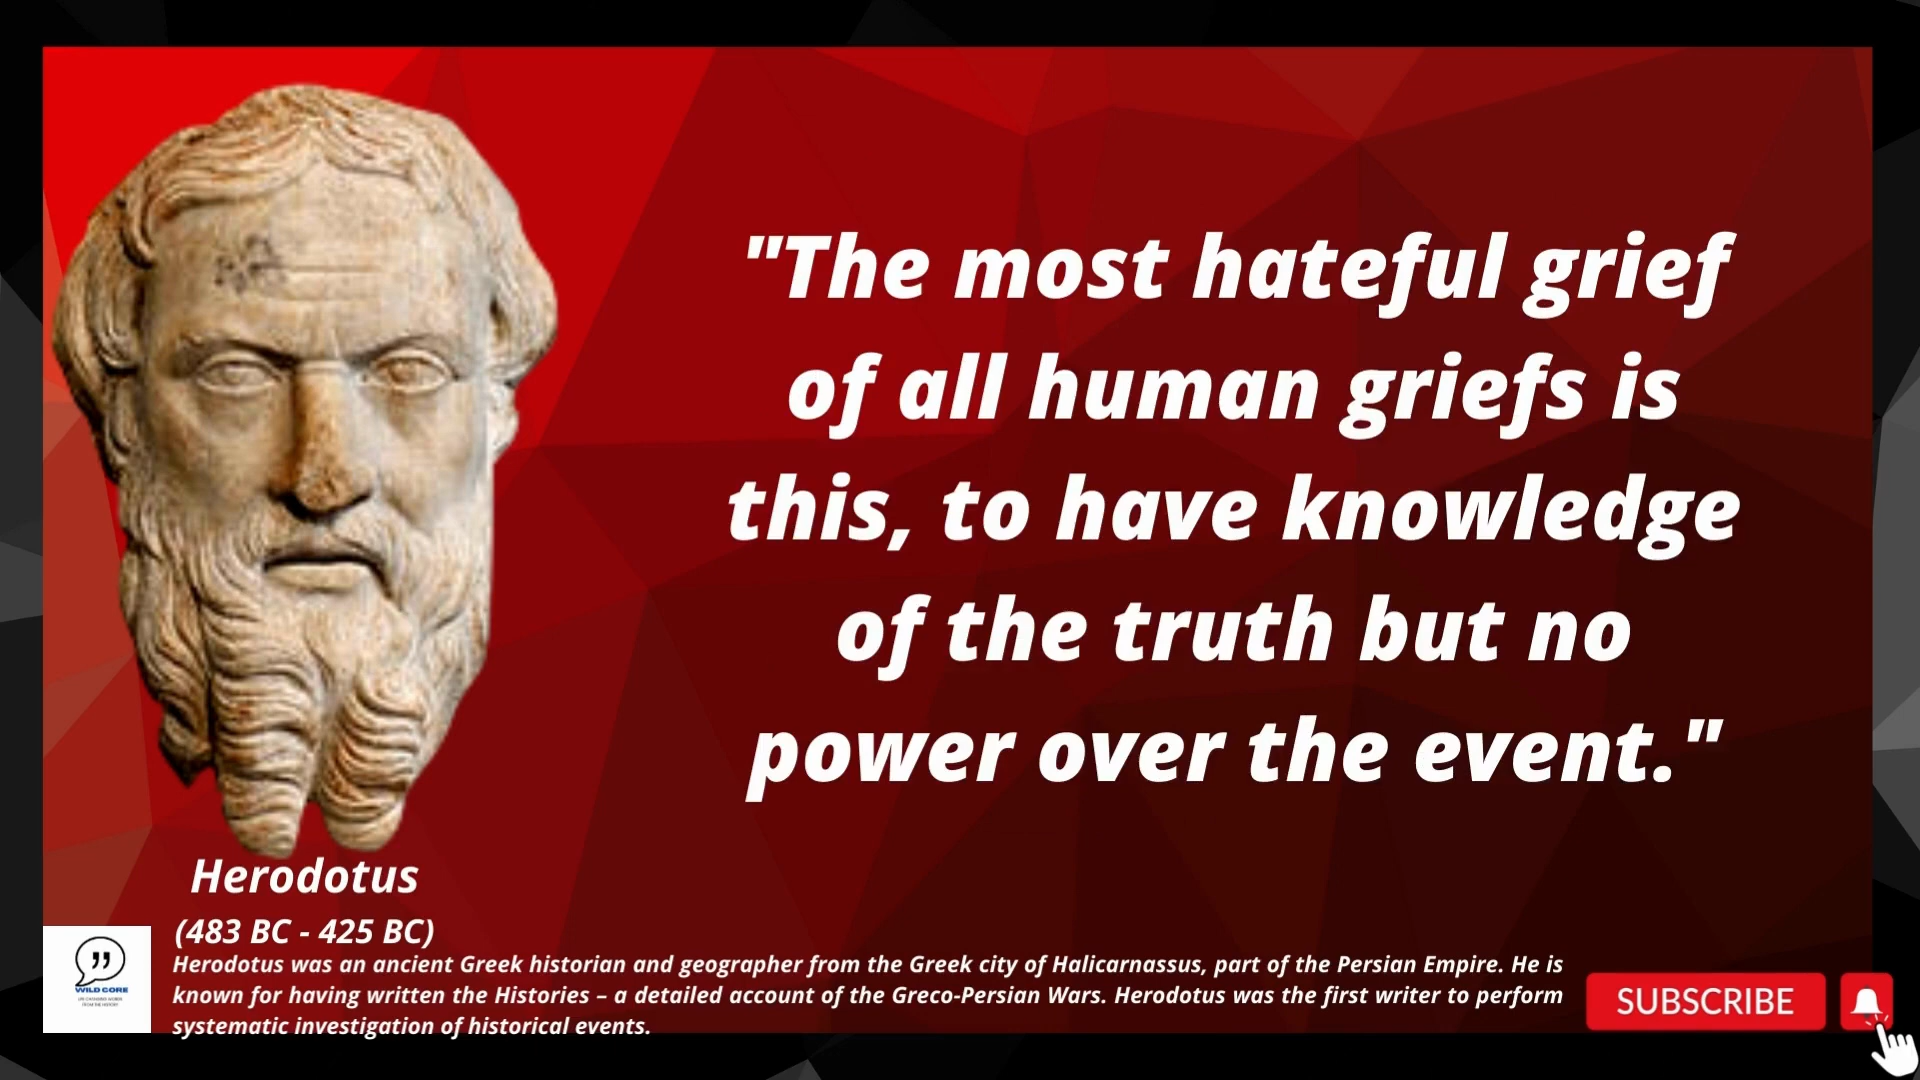 "The most hateful grief
of all human griefs is
this, to have knowledge
of the truth but no
power over the event."
Herodotus
(483 BC - 425 BC)
Herodotus was an ancient Greek historian and geographer from the Greek city of Halicarnassus, part of the Persian Empire. He is
known for having written the Histories – a detailed account of the Greco-Persian Wars. Herodotus was the first writer to perform
systematic investigation of historical events.
WILD CORE
SUBSCRIBE